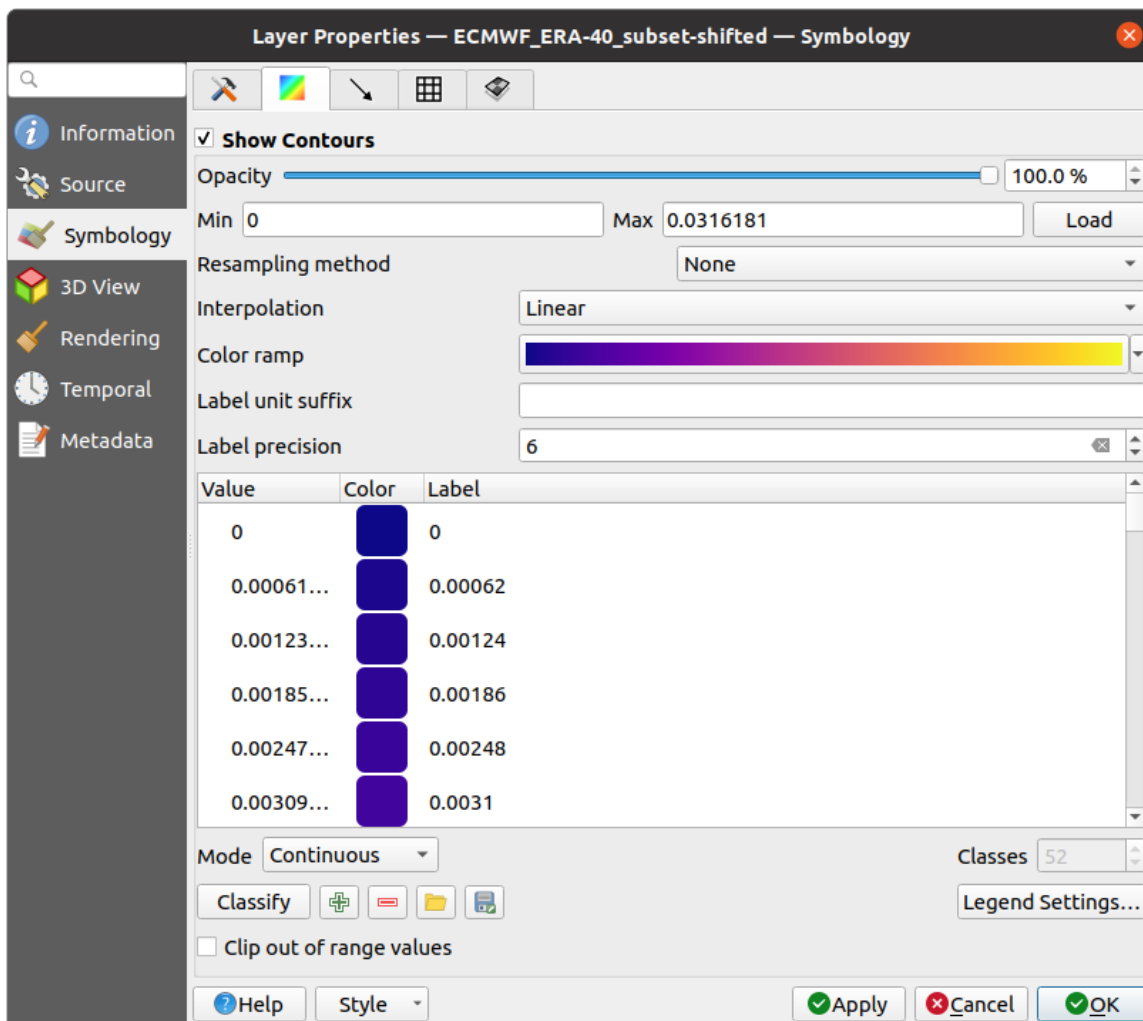 Layer Properties — ECMWF_ERA-40_subset-shifted — Symbology
Information
Source
Symbology
3D View
Rendering
Temporal
Metadata
Show Contours
Opacity 100.0 %
Min 0 Max 0.0316181 Load
Resampling method None
Interpolation Linear
Color ramp
Label unit suffix
Label precision 6
Value Color Label
0 0
0.00061... 0.00062
0.00123... 0.00124
0.00185... 0.00186
0.00247... 0.00248
0.00309... 0.0031
Mode Continuous Classes 52
Classify Legend Settings...
Clip out of range values
Help Style Apply Cancel OK